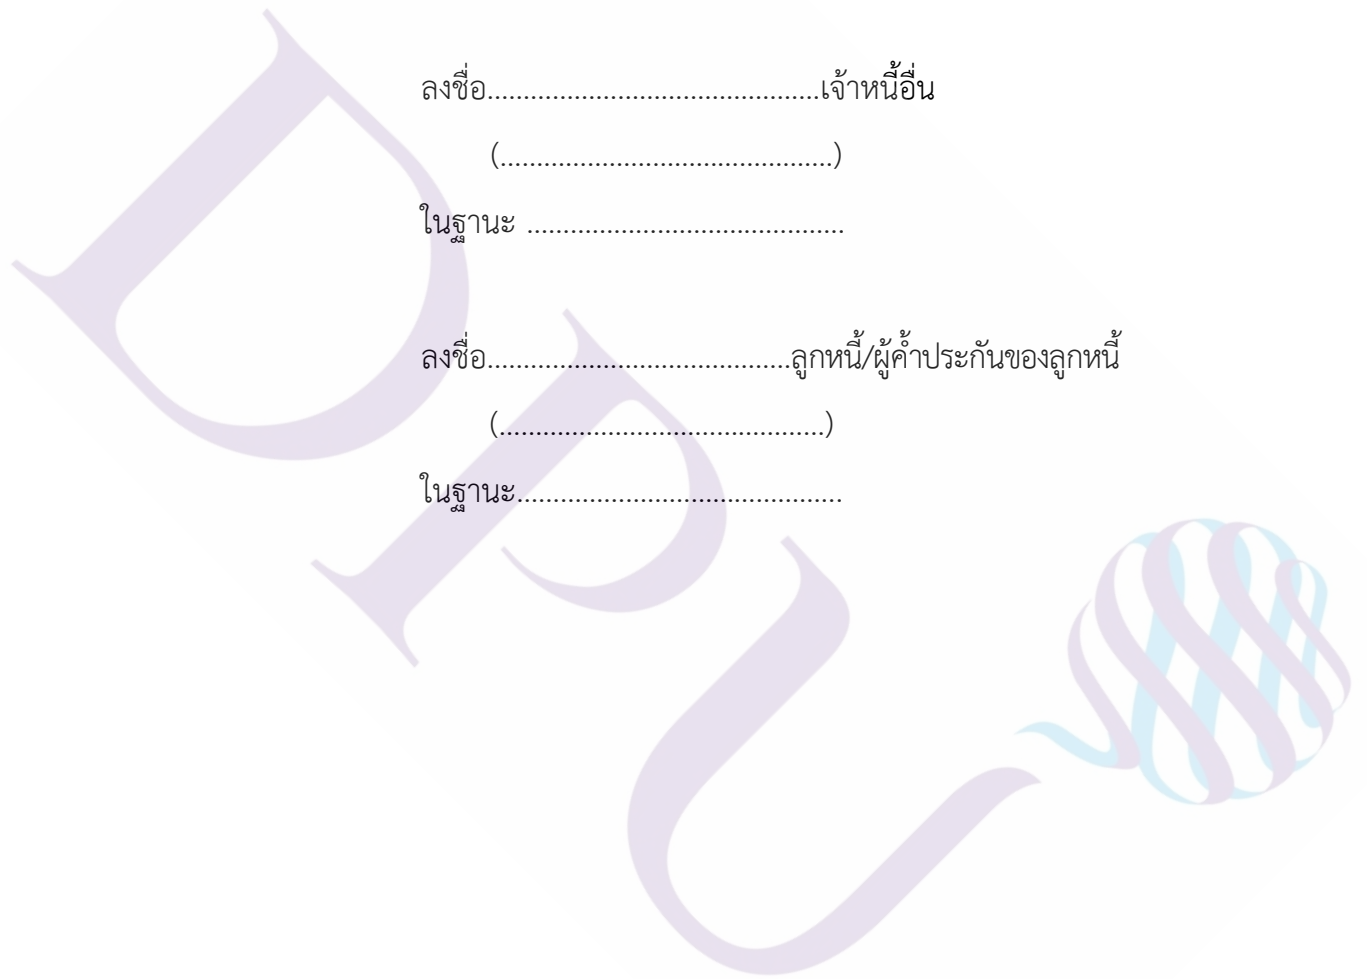 ลงชื่อ..............................................เจ้าหนี้อื่น
(..............................................)
ในฐานะ ............................................
ลงชื่อ..........................................ลูกหนี้/ผู้ค้ำประกันของลูกหนี้
(.............................................)
ในฐานะ.............................................
DPU